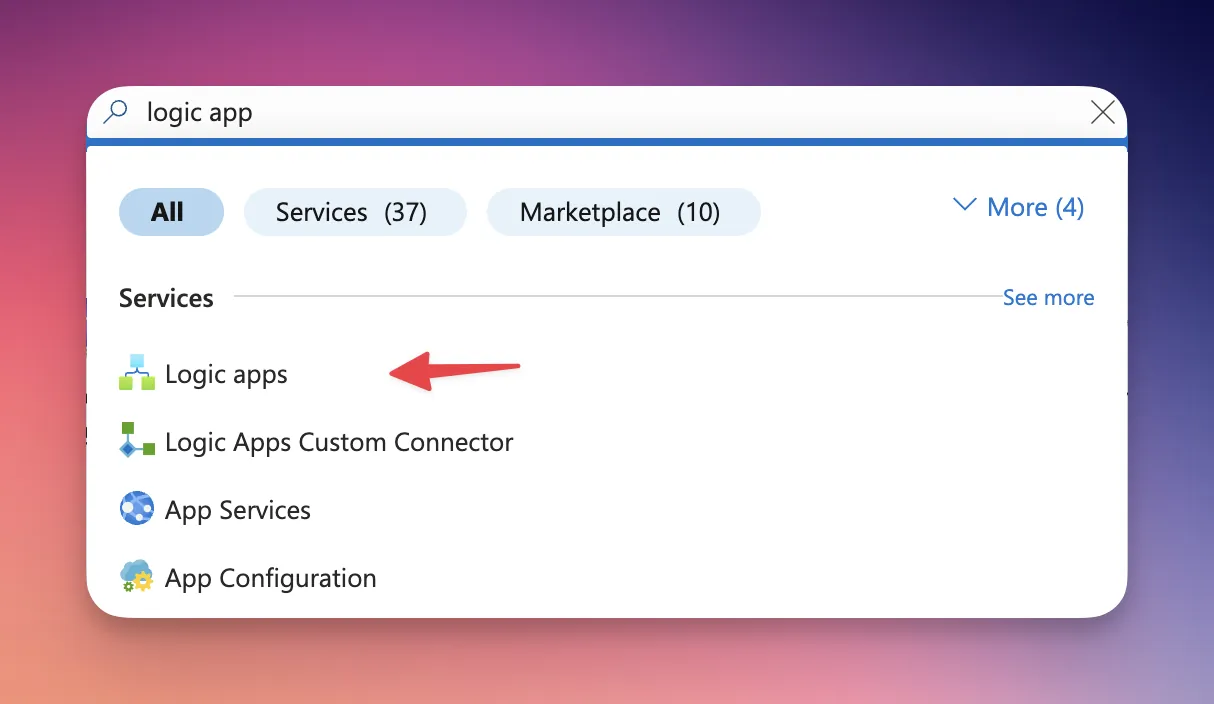 logic app
All
Services (37)
Marketplace (10)
More (4)
Services
See more
Logic apps
Logic Apps Custom Connector
App Services
App Configuration